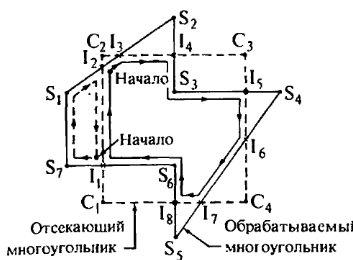 S₂
C₂ I₃ I₄ C₃
I₂
Начало
S₁ S₃ I₅ S₄
Начало I₆
S₇ I₁ S₆
C₁ I₈ I₇ C₄
Отсекающий Обрабатываемый
многоугольник S₅ многоугольник